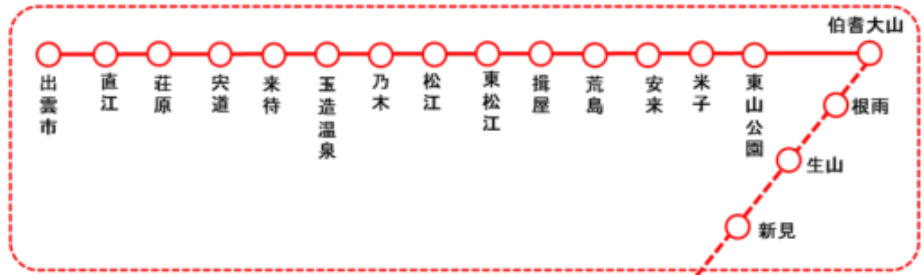 伯耆大山
出雲市
直江
荘原
宍道
来待
玉造温泉
乃木
松江
東松江
揖屋
荒島
安来
米子
東山公園
根雨
生山
新見